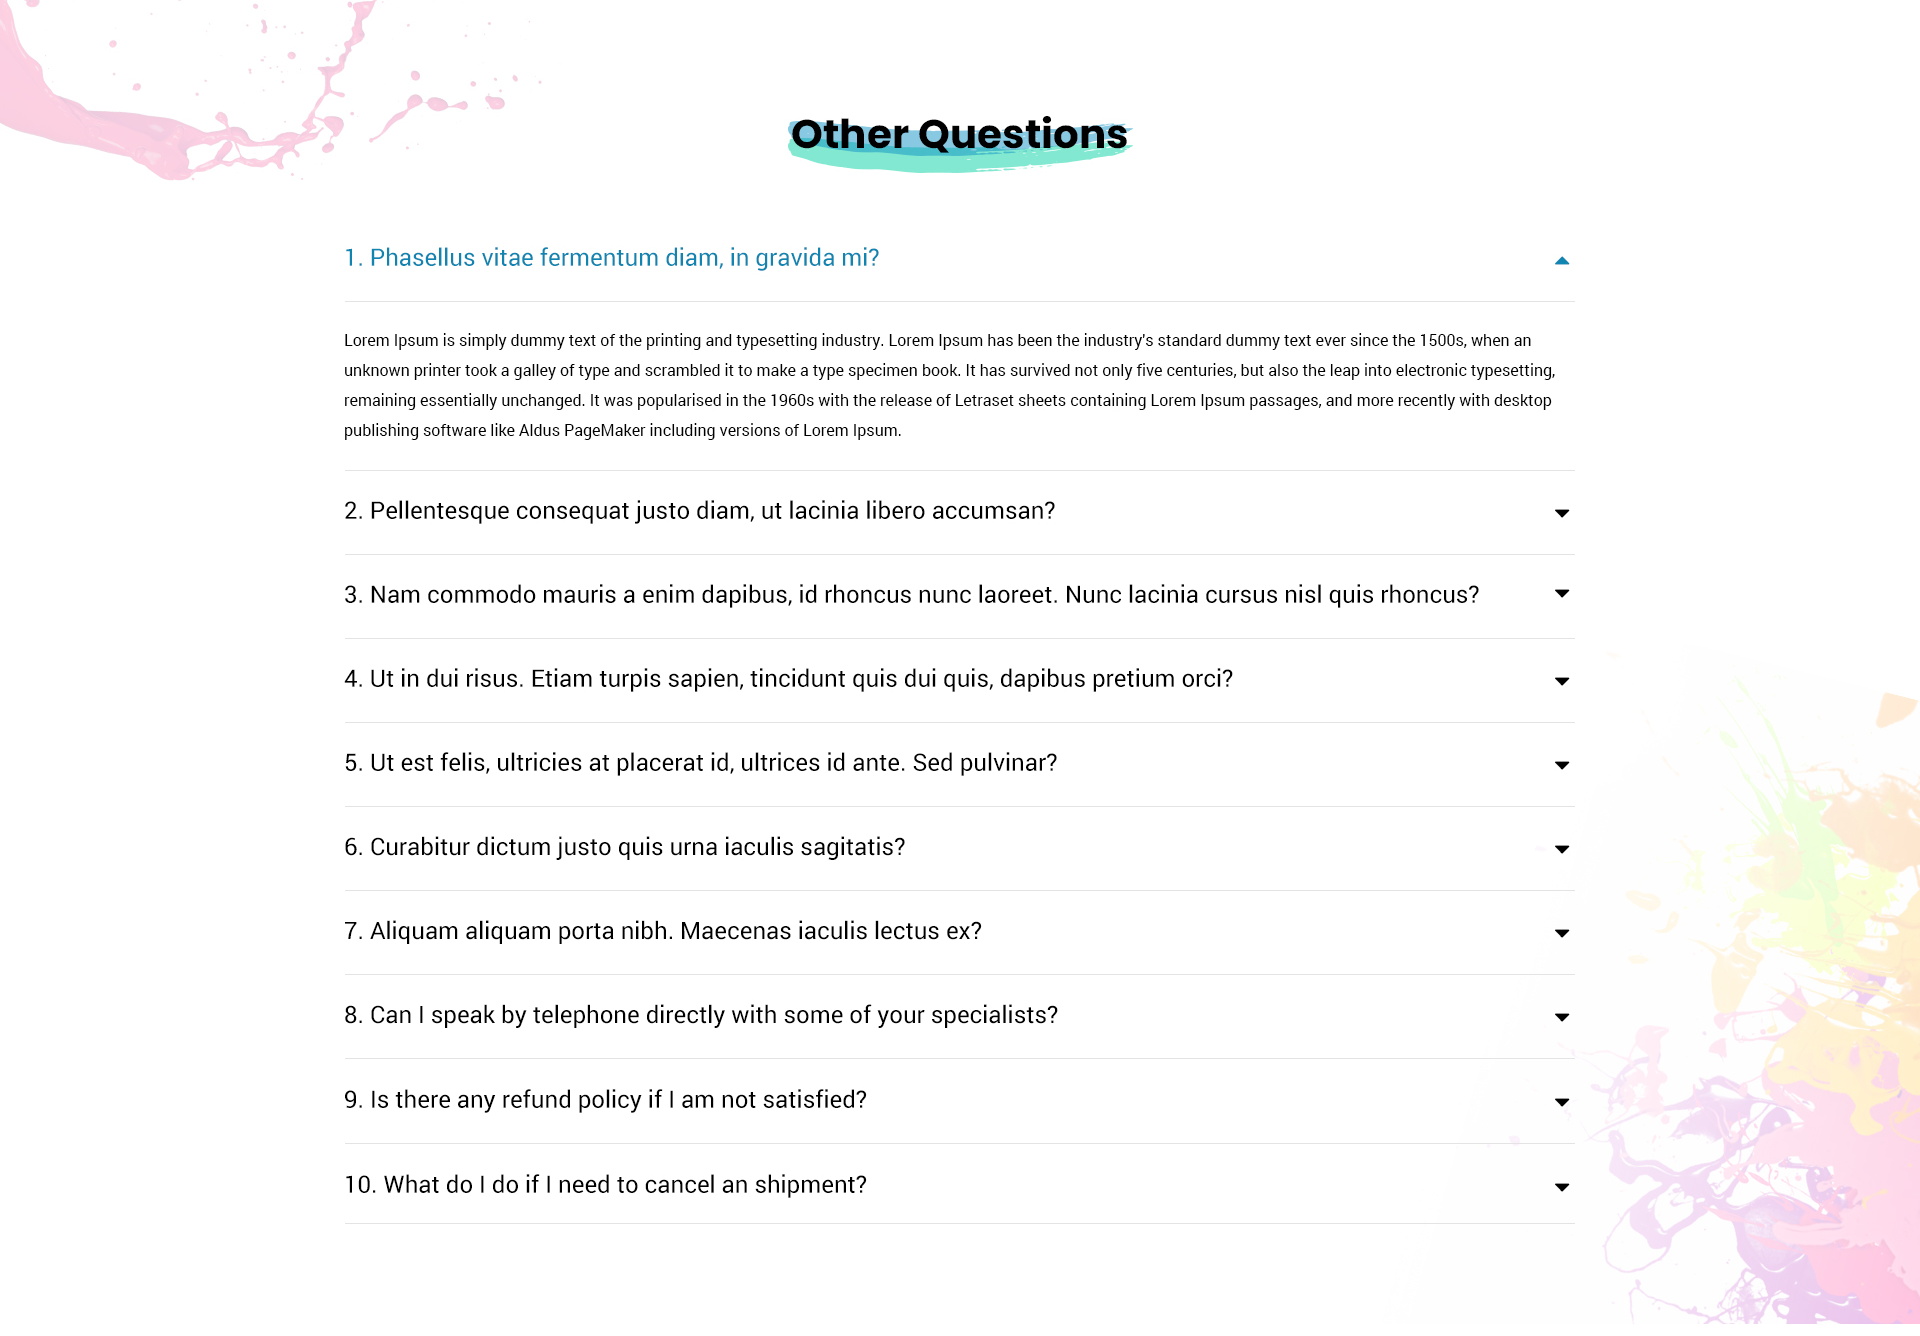 Other Questions
1. Phasellus vitae fermentum diam, in gravida mi?
Lorem Ipsum is simply dummy text of the printing and typesetting industry. Lorem Ipsum has been the industry's standard dummy text ever since the 1500s, when an
unknown printer took a galley of type and scrambled it to make a type specimen book. It has survived not only five centuries, but also the leap into electronic typesetting,
remaining essentially unchanged. It was popularised in the 1960s with the release of Letraset sheets containing Lorem Ipsum passages, and more recently with desktop
publishing software like Aldus PageMaker including versions of Lorem Ipsum.
2. Pellentesque consequat justo diam, ut lacinia libero accumsan?
3. Nam commodo mauris a enim dapibus, id rhoncus nunc laoreet. Nunc lacinia cursus nisl quis rhoncus?
4. Ut in dui risus. Etiam turpis sapien, tincidunt quis dui quis, dapibus pretium orci?
5. Ut est felis, ultricies at placerat id, ultrices id ante. Sed pulvinar?
6. Curabitur dictum justo quis urna iaculis sagitatis?
7. Aliquam aliquam porta nibh. Maecenas iaculis lectus ex?
8. Can I speak by telephone directly with some of your specialists?
9. Is there any refund policy if I am not satisfied?
10. What do I do if I need to cancel an shipment?